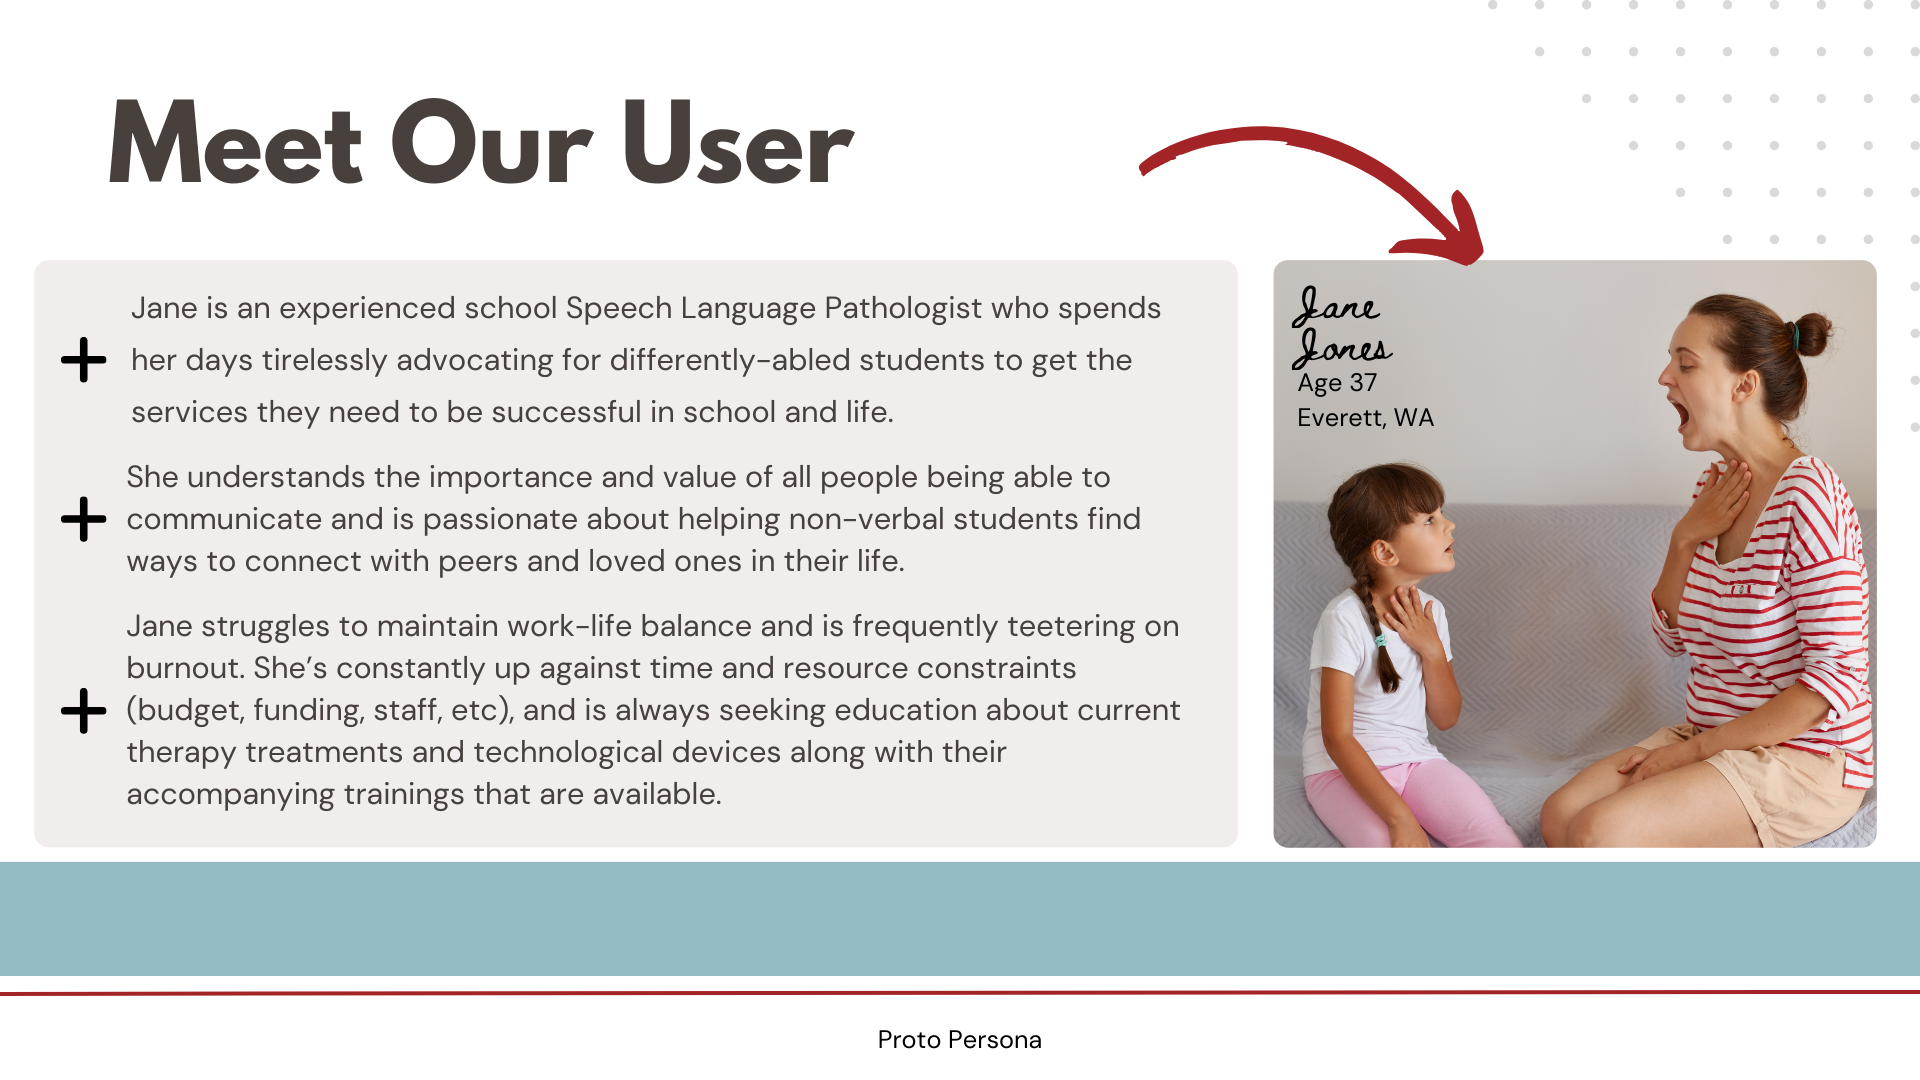 Meet Our User
Jane is an experienced school Speech Language Pathologist who spends
her days tirelessly advocating for differently-abled students to get the
services they need to be successful in school and life.
She understands the importance and value of all people being able to
communicate and is passionate about helping non-verbal students find
ways to connect with peers and loved ones in their life.
Jane struggles to maintain work-life balance and is frequently teetering on
burnout. She’s constantly up against time and resource constraints
(budget, funding, staff, etc), and is always seeking education about current
therapy treatments and technological devices along with their
accompanying trainings that are available.
Jane
Jones
Age 37
Everett, WA
Proto Persona